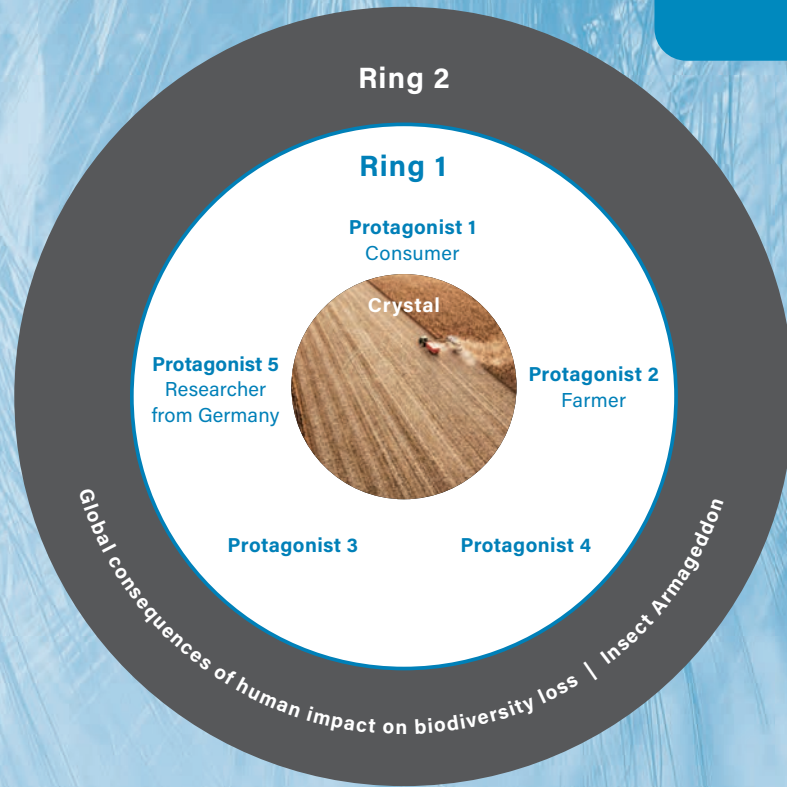 Ring 2
Ring 1
Protagonist 1
Consumer
Crystal
Protagonist 5
Researcher
from Germany
Protagonist 2
Farmer
Protagonist 3
Protagonist 4
Global consequences of human impact on biodiversity loss | Insect Armageddon